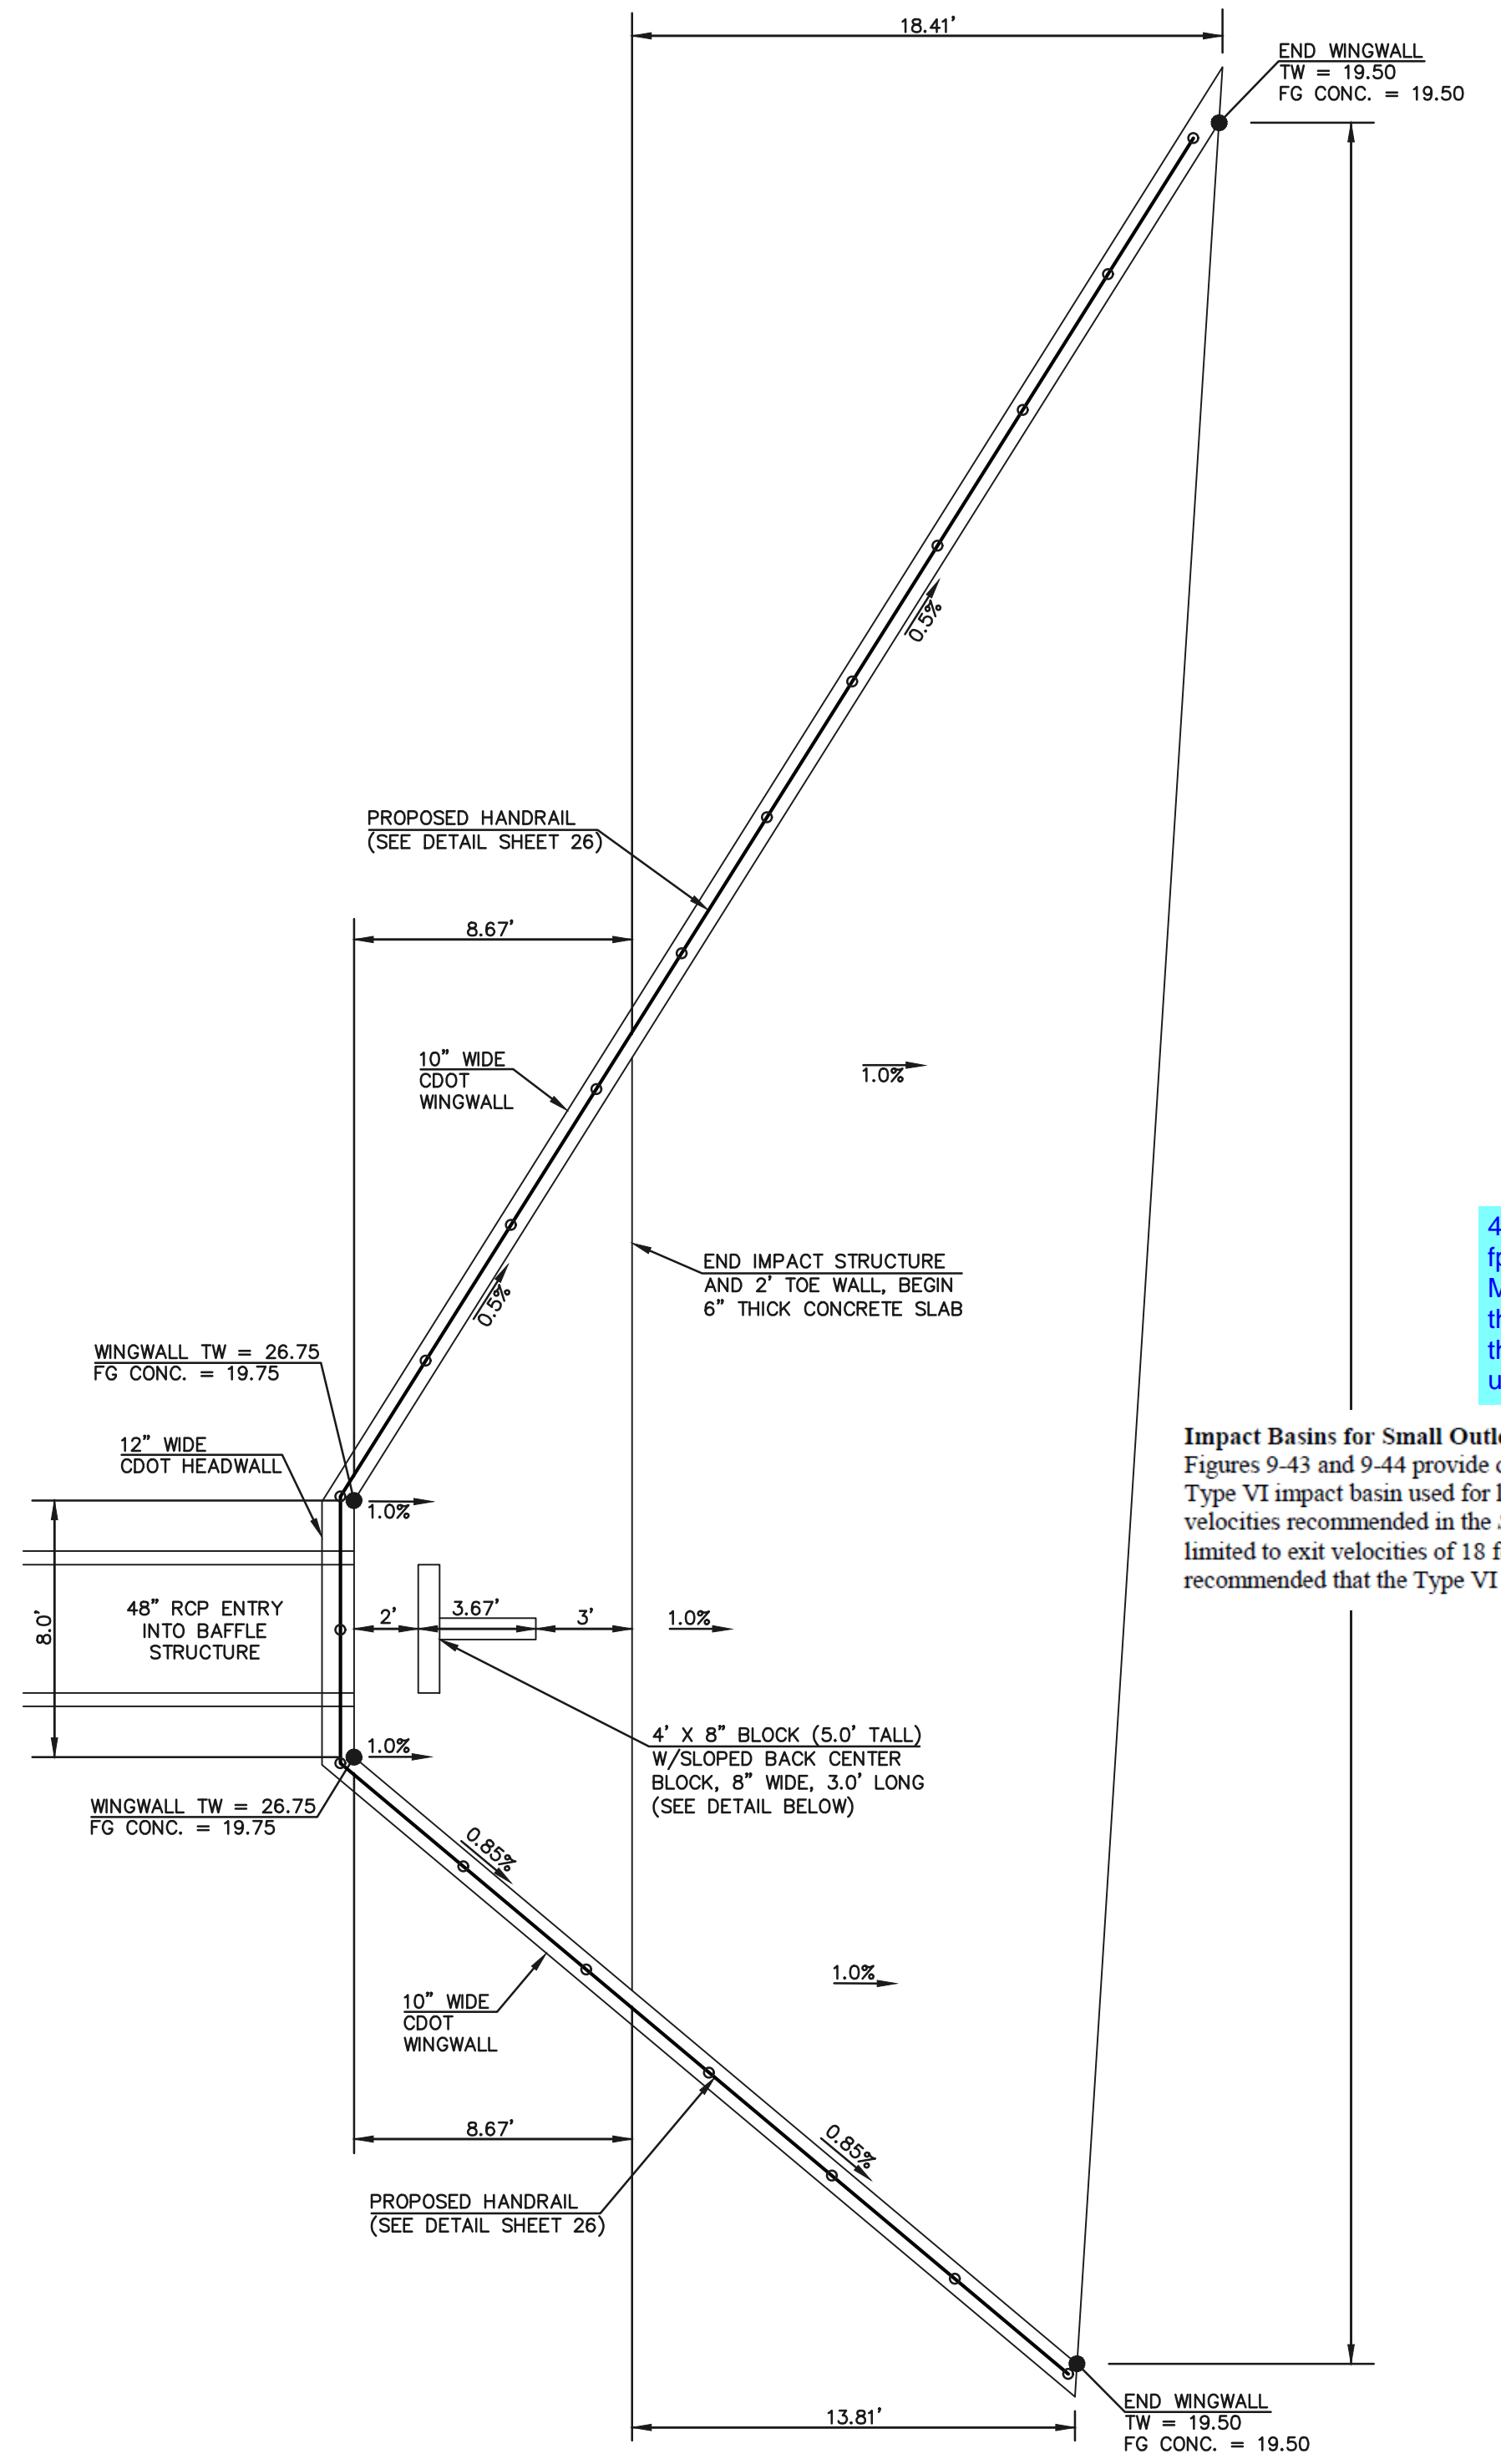 18.41'
END WINGWALL
TW = 19.50
FG CONC. = 19.50
0.5%
PROPOSED HANDRAIL
(SEE DETAIL SHEET 26)
8.67'
10" WIDE
CDOT
WINGWALL
1.0%
END IMPACT STRUCTURE
AND 2' TOE WALL, BEGIN
6" THICK CONCRETE SLAB
0.5%
WINGWALL TW = 26.75
FG CONC. = 19.75
12" WIDE
CDOT HEADWALL
1.0%
8.0'
48" RCP ENTRY
INTO BAFFLE
STRUCTURE
2'
3.67'
3'
1.0%
Impact Basins for Small
Figures 9-43 and 9-44 provide
Type VI impact basin used for
velocities recommended in the
limited to exit velocities of 18
recommended that the Type VI
1.0%
4' X 8" BLOCK (5.0' TALL)
W/SLOPED BACK CENTER
BLOCK, 8" WIDE, 3.0' LONG
(SEE DETAIL BELOW)
WINGWALL TW = 26.75
FG CONC. = 19.75
0.85%
1.0%
10" WIDE
CDOT
WINGWALL
8.67'
0.85%
PROPOSED HANDRAIL
(SEE DETAIL SHEET 26)
13.81'
END WINGWALL
TW = 19.50
FG CONC. = 19.50